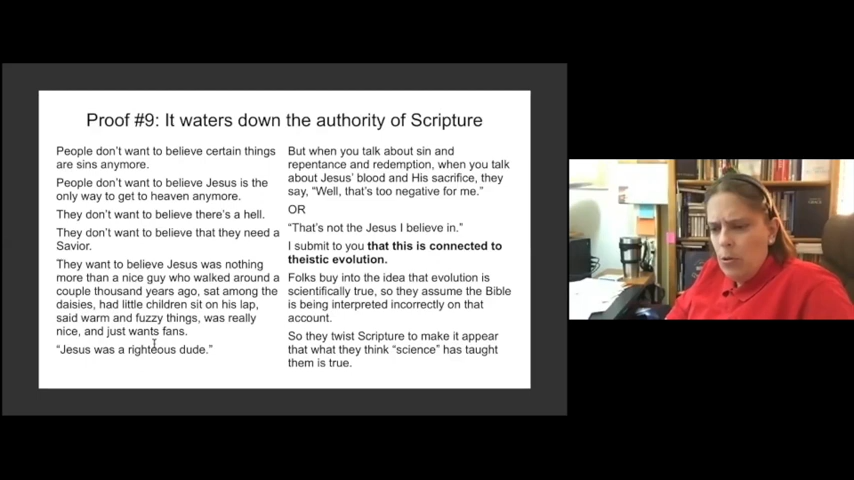 Proof #9: It waters down the authority of Scripture
People don't want to believe certain things
are sins anymore.
People don't want to believe Jesus is the
only way to get to heaven anymore.
They don't want to believe there's a hell.
They don't want to believe that they need a
Savior.
They want to believe Jesus was nothing
more than a nice guy who walked around a
couple thousand years ago, sat among the
daisies, had little children sit on his lap,
said warm and fuzzy things, was really
nice, and just wants fans.
“Jesus was a righteous dude.”
But when you talk about sin and
repentance and redemption, when you talk
about Jesus' blood and His sacrifice, they
say, “Well, that's too negative for me.”
OR
“That's not the Jesus I believe in.”
I submit to you that this is connected to
theistic evolution.
Folks buy into the idea that evolution is
scientifically true, so they assume the Bible
is being interpreted incorrectly on that
account.
So they twist Scripture to make it appear
that what they think “science” has taught
them is true.